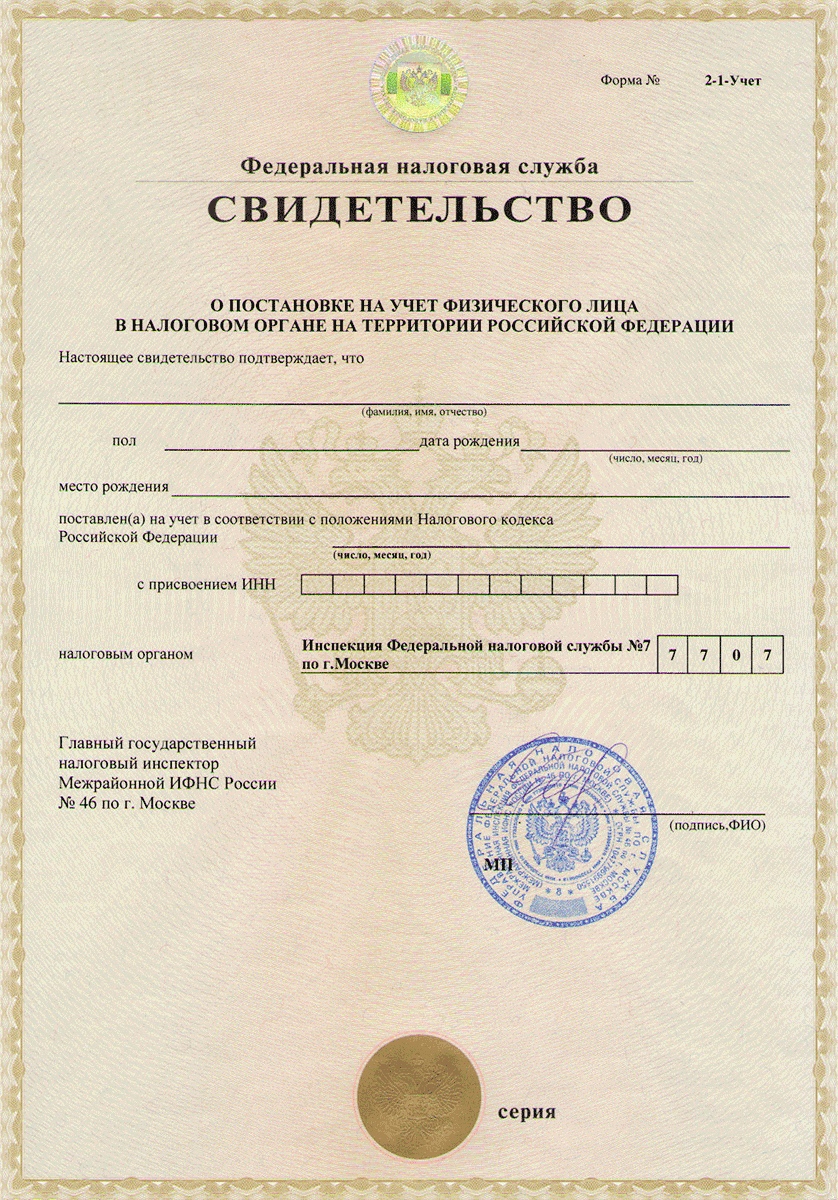 Форма № 2-1-Учет
Федеральная налоговая служба
СВИДЕТЕЛЬСТВО
О ПОСТАНОВКЕ НА УЧЕТ ФИЗИЧЕСКОГО ЛИЦА
В НАЛОГОВОМ ОРГАНЕ НА ТЕРРИТОРИИ РОССИЙСКОЙ ФЕДЕРАЦИИ
Настоящее свидетельство подтверждает, что
(фамилия, имя, отчество)
пол дата рождения
(число, месяц, год)
место рождения
поставлен(а) на учет в соответствии с положениями Налогового кодекса
Российской Федерации
(число, месяц, год)
с присвоением ИНН
налоговым органом
Инспекция Федеральной налоговой службы №7
по г.Москве
7 7 0 7
Главный государственный
налоговый инспектор
Межрайонной ИФНС России
№ 46 по г. Москве
(подпись,ФИО)
МП
ФЕДЕРАЛЬНАЯ НАЛОГОВАЯ СЛУЖБА
* 8 *
серия